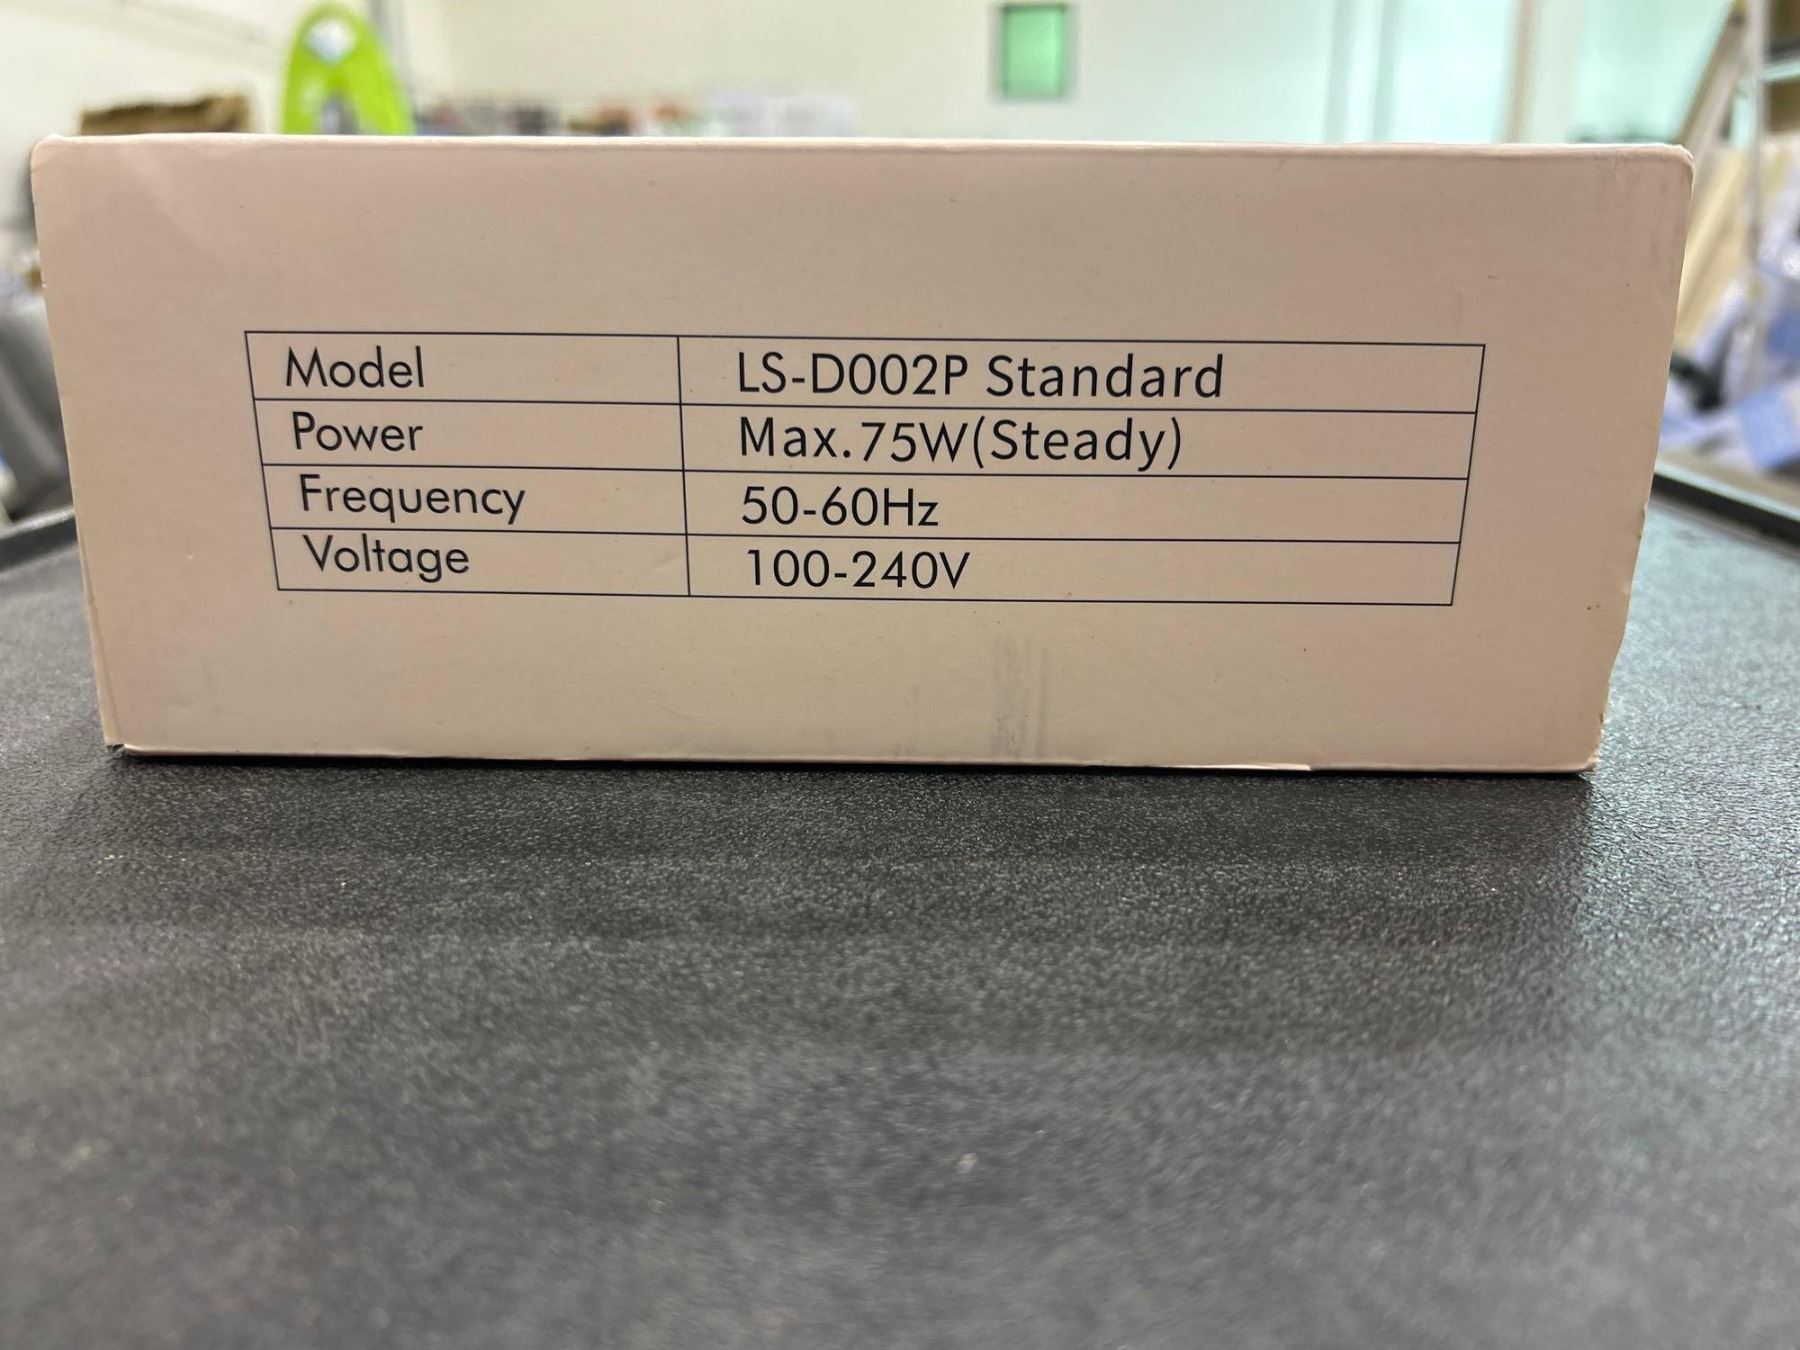 Model LS-D002P Standard
Power Max.75W(Steady)
Frequency 50-60Hz
Voltage 100-240V